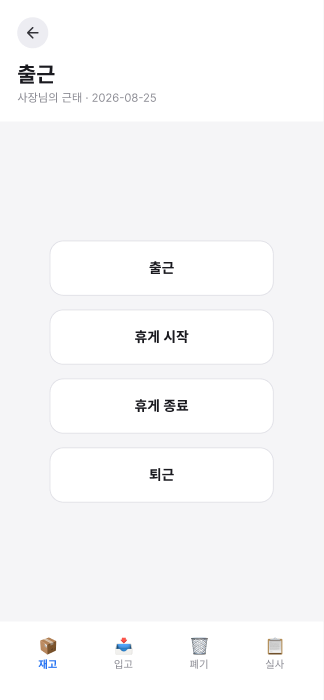 출근
사장님의 근태 · 2026-08-25
출근
휴게 시작
휴게 종료
퇴근
재고
입고
폐기
실사